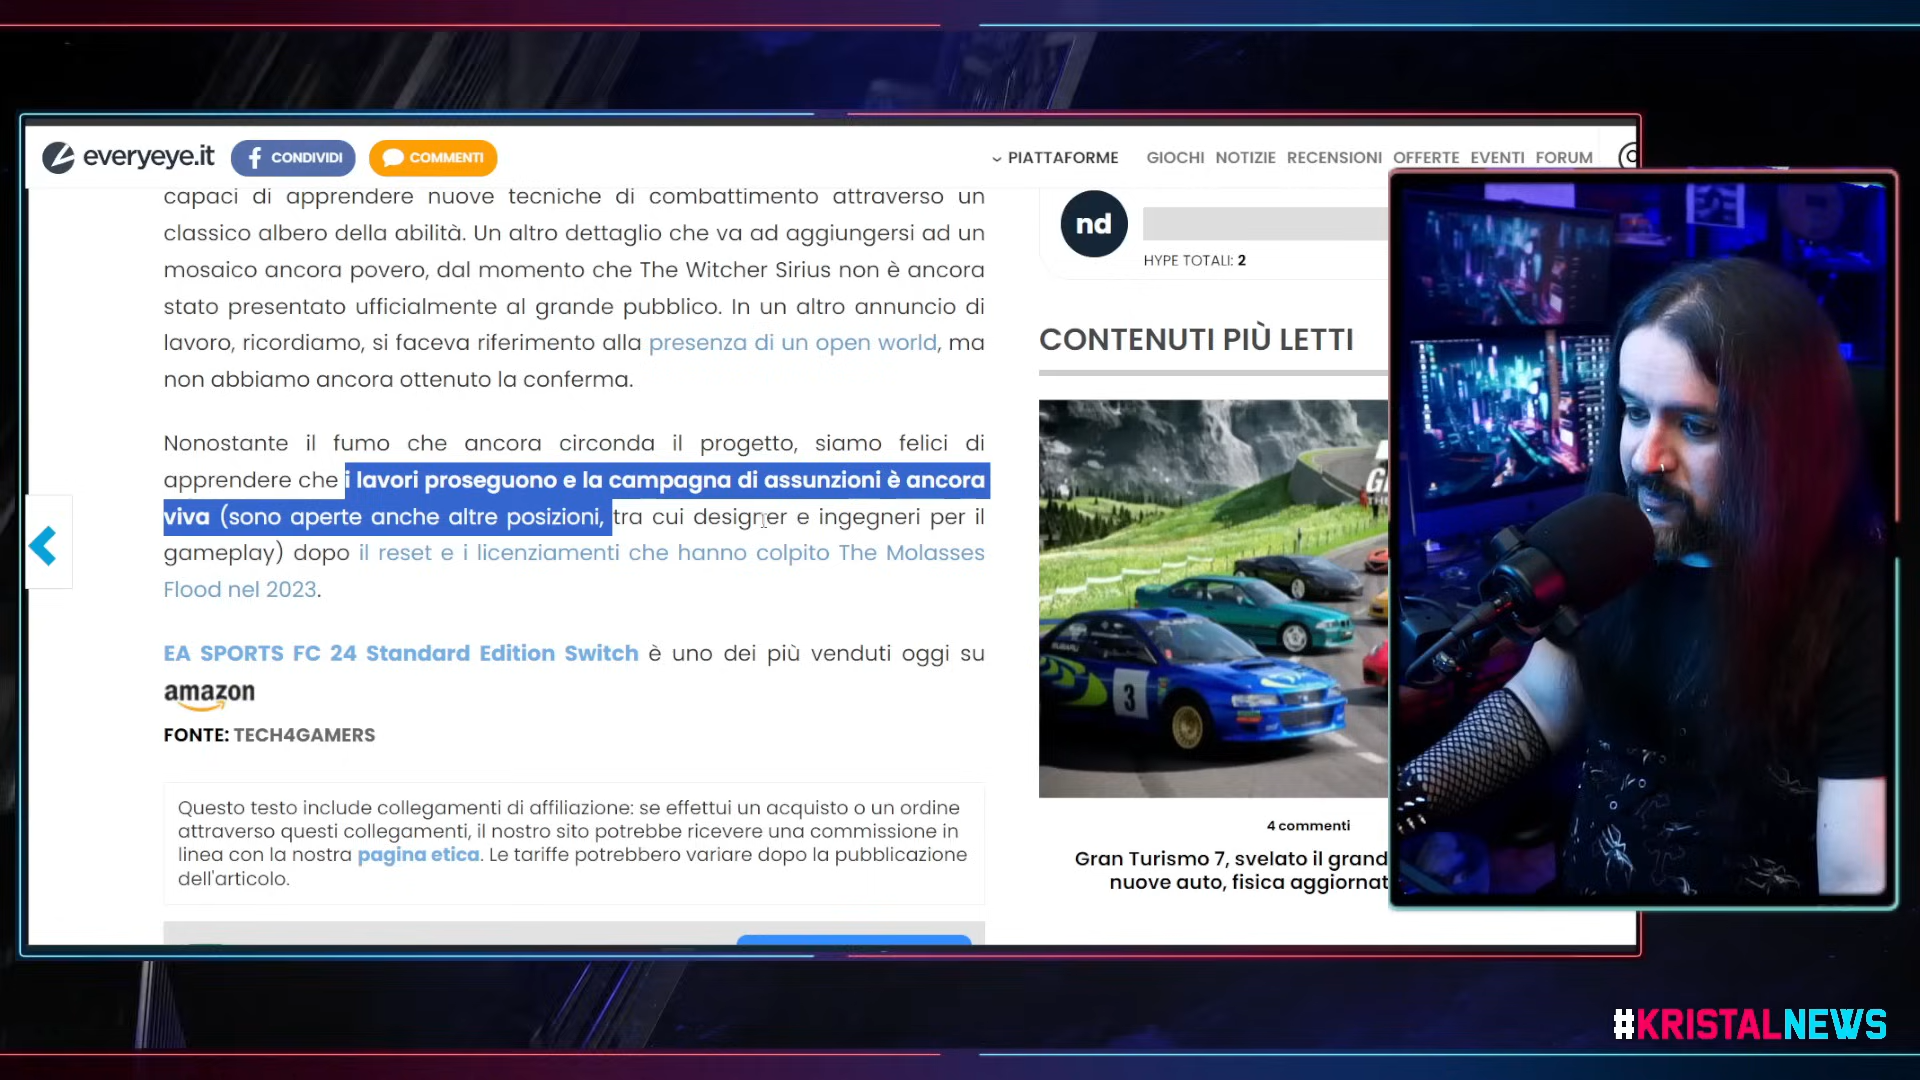 everyeye.it
CONDIVIDI
COMMENTI
PIATTAFORME
GIOCHI
NOTIZIE
RECENSIONI
OFFERTE
EVENTI
FORUM
capaci di apprendere nuove tecniche di combattimento attraverso un
classico albero della abilità. Un altro dettaglio che va ad aggiungersi ad un
mosaico ancora povero, dal momento che The Witcher Sirius non è ancora
stato presentato ufficialmente al grande pubblico. In un altro annuncio di
lavoro, ricordiamo, si faceva riferimento alla presenza di un open world, ma
non abbiamo ancora ottenuto la conferma.
Nonostante il fumo che ancora circonda il progetto, siamo felici di
apprendere che i lavori proseguono e la campagna di assunzioni è ancora
viva (sono aperte anche altre posizioni, tra cui designer e ingegneri per il
gameplay) dopo il reset e i licenziamenti che hanno colpito The Molasses
Flood nel 2023.
EA SPORTS FC 24 Standard Edition Switch è uno dei più venduti oggi su
amazon
FONTE: TECH4GAMERS
Questo testo include collegamenti di affiliazione: se effettui un acquisto o un ordine
attraverso questi collegamenti, il nostro sito potrebbe ricevere una commissione in
linea con la nostra pagina etica. Le tariffe potrebbero variare dopo la pubblicazione
dell'articolo.
nd
HYPE TOTALI: 2
CONTENUTI PIÙ LETTI
3
4 commenti
Gran Turismo 7, svelato il grand
nuove auto, fisica aggiornat
#KRISTALNEWS